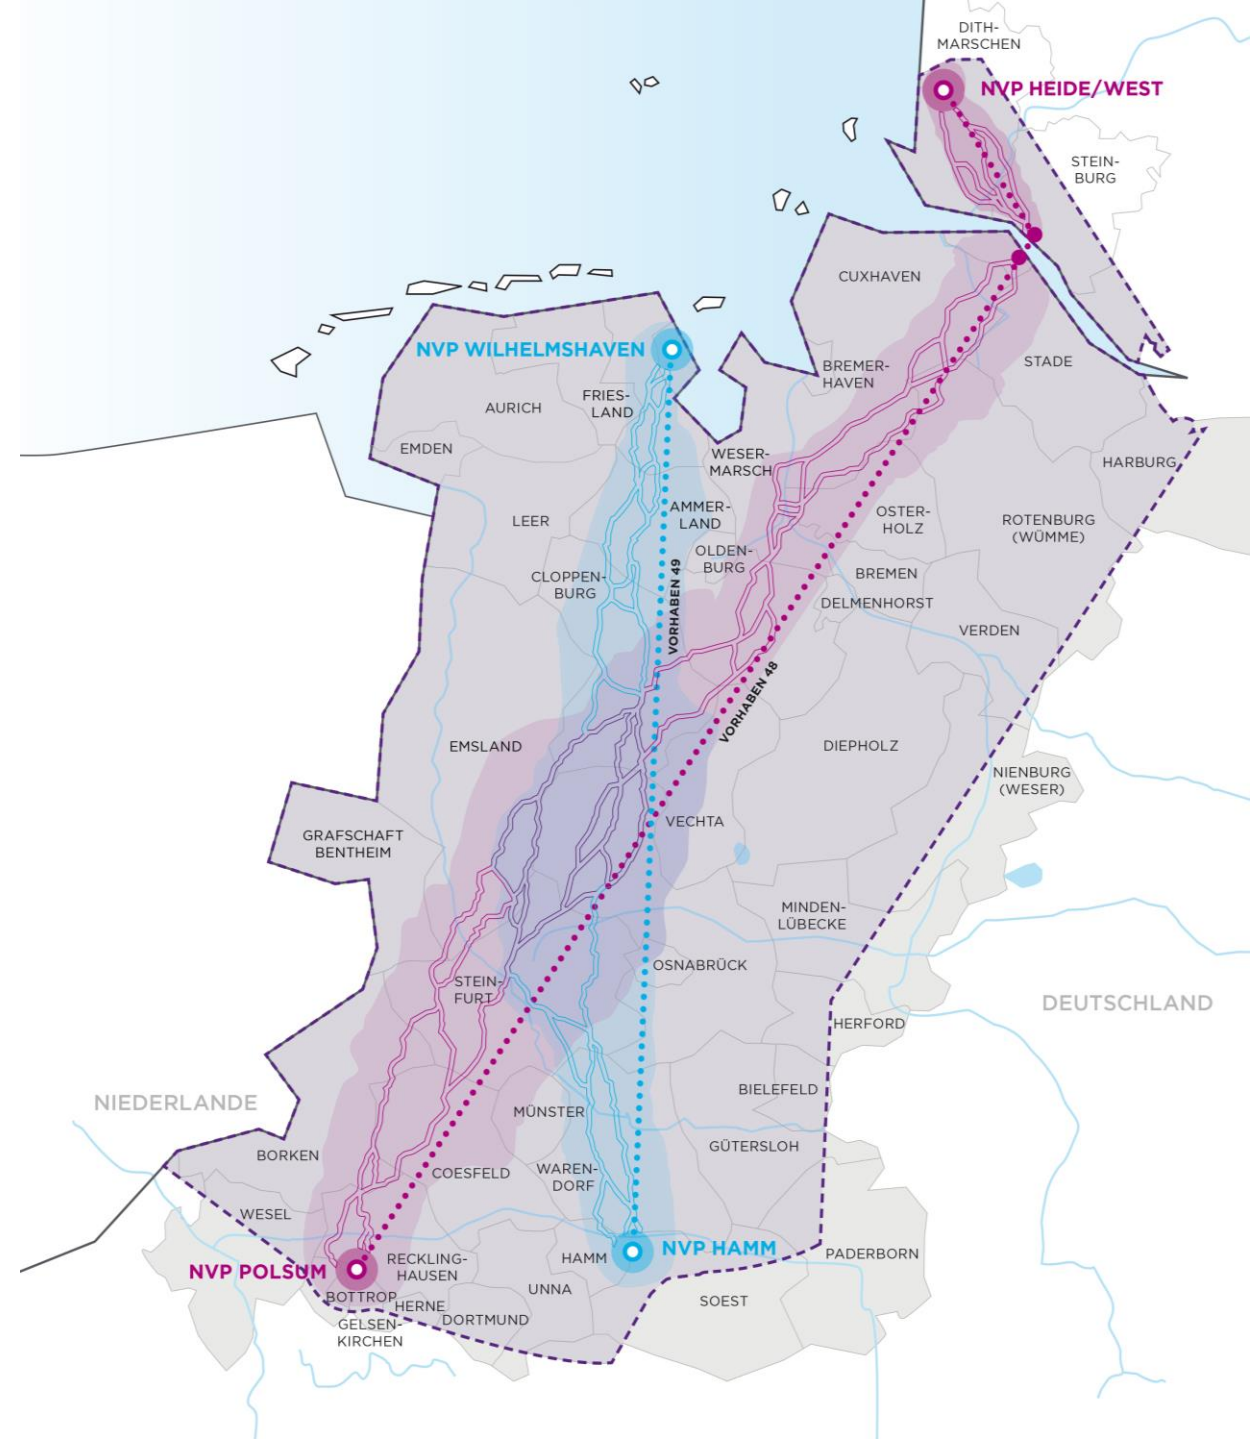 DITH-
MARSCHEN
NVP HEIDE/WEST
STEIN-
BURG
CUXHAVEN
NVP WILHELMSHAVEN
STADE
BREMER-
HAVEN
FRIES-
LAND
AURICH
EMDEN
WESER-
MARSCH
HARBURG
LEER
AMMER-
LAND
OSTER-
HOLZ
ROTENBURG
(WÜMME)
OLDEN-
BURG
CLOPPEN-
BURG
BREMEN
DELMENHORST
VORHABEN 49
VERDEN
VORHABEN 48
EMSLAND
DIEPHOLZ
NIENBURG
(WESER)
VECHTA
GRAFSCHAFT
BENTHEIM
MINDEN-
LÜBECKE
OSNABRÜCK
STEIN-
FURT
DEUTSCHLAND
HERFORD
NIEDERLANDE
BIELEFELD
MÜNSTER
GÜTERSLOH
BORKEN
COESFELD
WAREN-
DORF
WESEL
NVP HAMM
HAMM
PADERBORN
RECKLING-
HAUSEN
NVP POLSUM
UNNA
BOTTROP
SOEST
HERNE
DORTMUND
GELSEN-
KIRCHEN